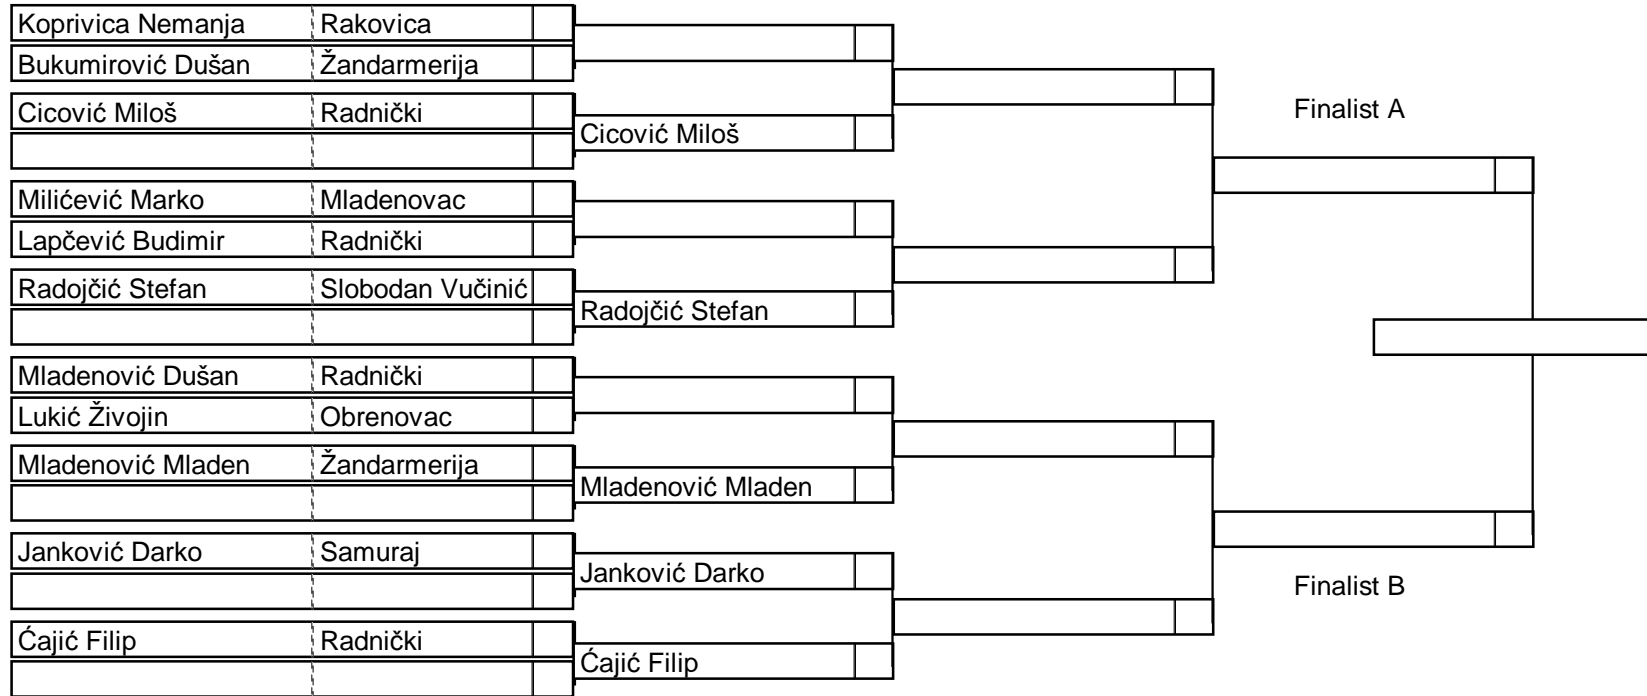 Koprivica Nemanja Rakovica
Bukumirović Dušan Žandarmerija
Cicović Miloš Radnički
Finalist A
Cicović Miloš
Milićević Marko Mladenovac
Lapčević Budimir Radnički
Radojčić Stefan Slobodan Vučinić
Radojčić Stefan
Mladenović Dušan Radnički
Lukić Živojin Obrenovac
Mladenović Mladen Žandarmerija
Mladenović Mladen
Janković Darko Samuraj
Janković Darko
Finalist B
Ćajić Filip Radnički
Ćajić Filip